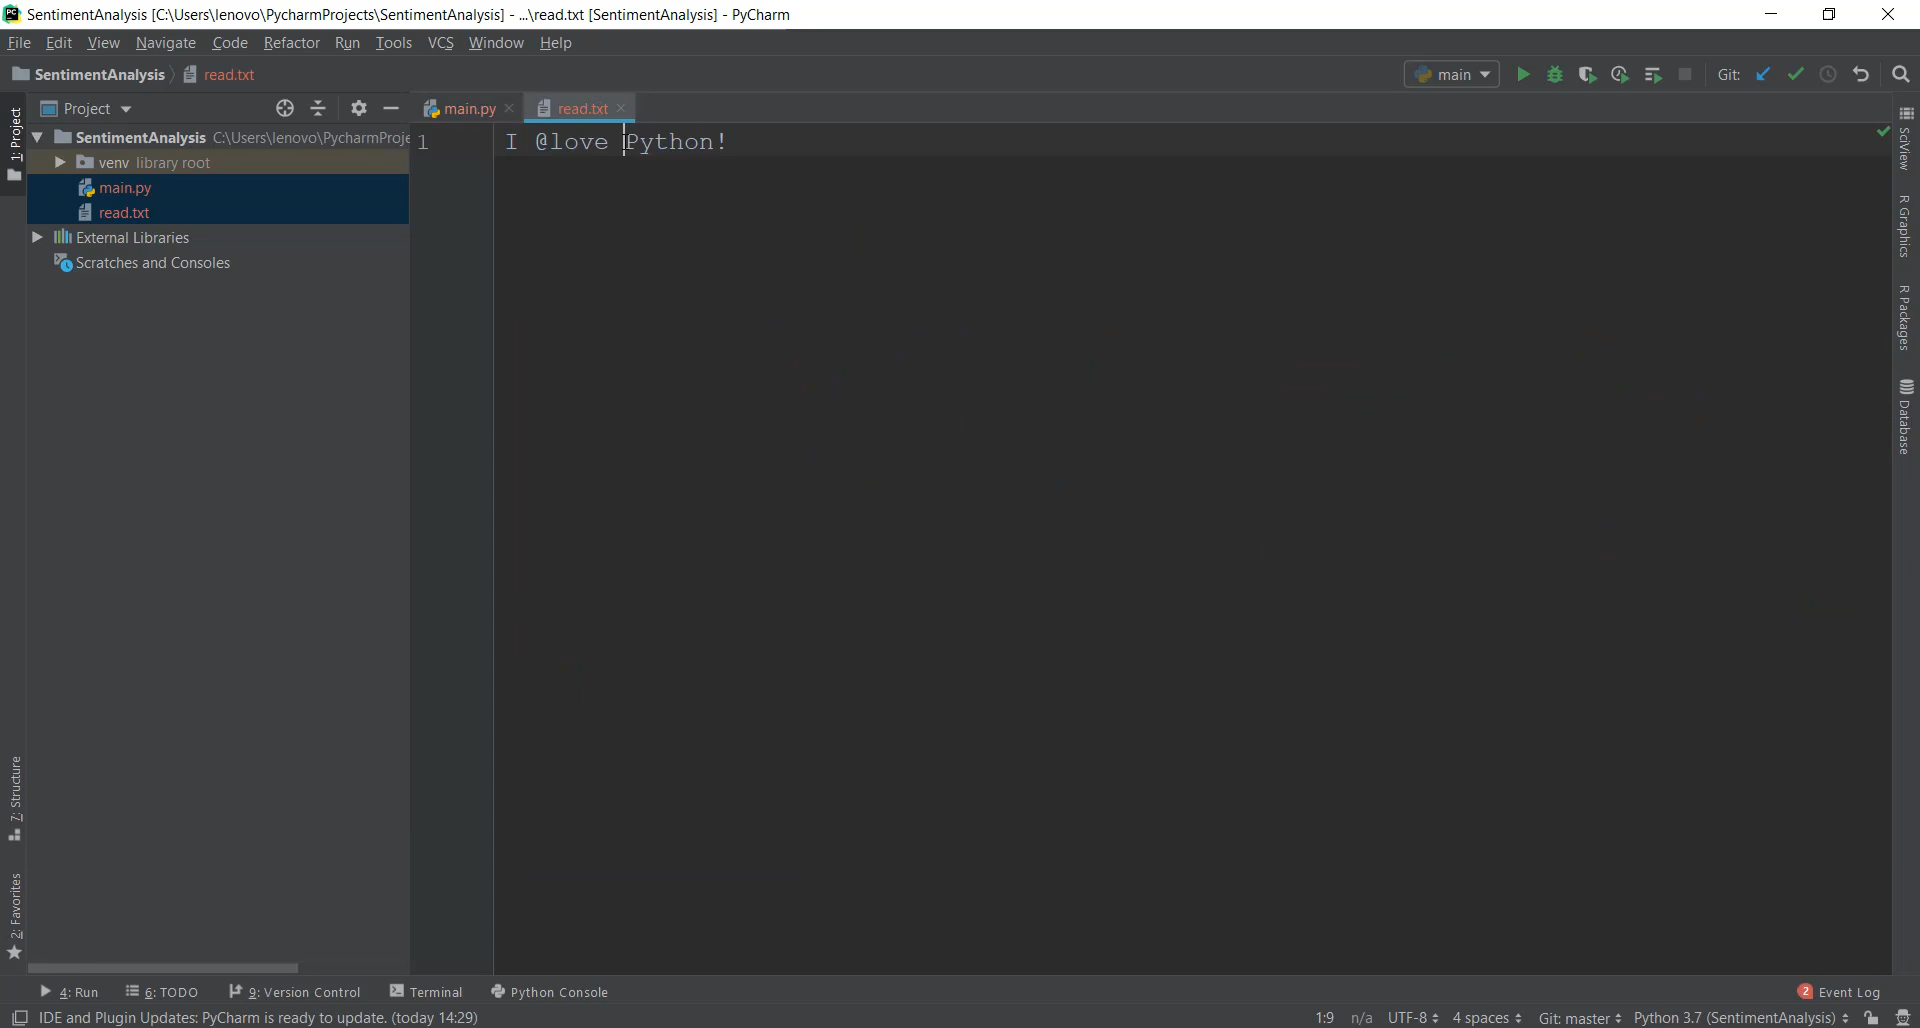 SentimentAnalysis [C:\Users\lenovo\PycharmProjects\SentimentAnalysis] - ...\read.txt [SentimentAnalysis] - PyCharm
File Edit View Navigate Code Refactor Run Tools VCS Window Help
SentimentAnalysis read.txt main Git:
Project main.py read.txt
1: Project
SentimentAnalysis C:\Users\lenovo\PycharmProje
1 I @love Python!
venv library root
main.py
read.txt
External Libraries
Scratches and Consoles
SciView
R Graphics
R Packages
Database
7: Structure
2: Favorites
4: Run 6: TODO 9: Version Control Terminal Python Console 2 Event Log
IDE and Plugin Updates: PyCharm is ready to update. (today 14:29) 1:9 n/a UTF-8 4 spaces Git: master Python 3.7 (SentimentAnalysis)